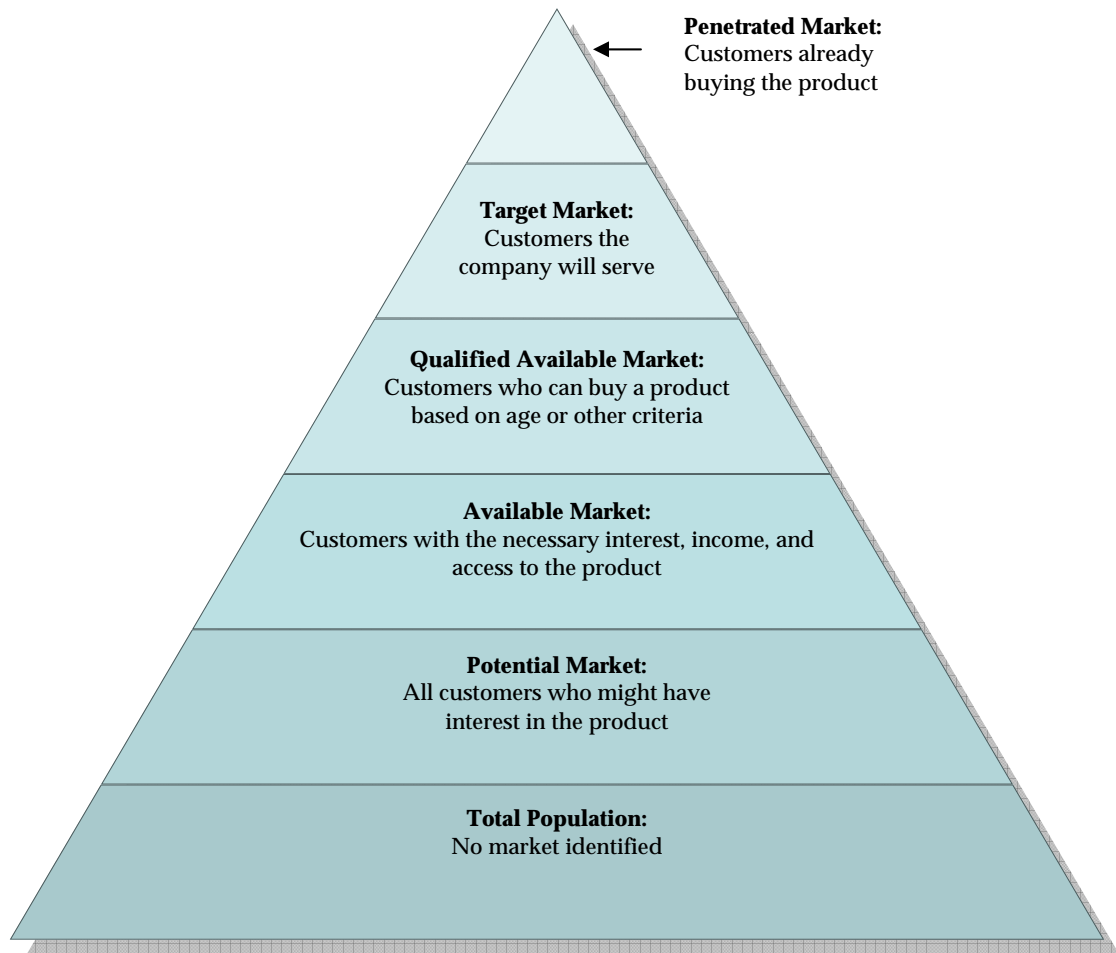 Penetrated Market:
Customers already
buying the product
Target Market:
Customers the
company will serve
Qualified Available Market:
Customers who can buy a product
based on age or other criteria
Available Market:
Customers with the necessary interest, income, and
access to the product
Potential Market:
All customers who might have
interest in the product
Total Population:
No market identified